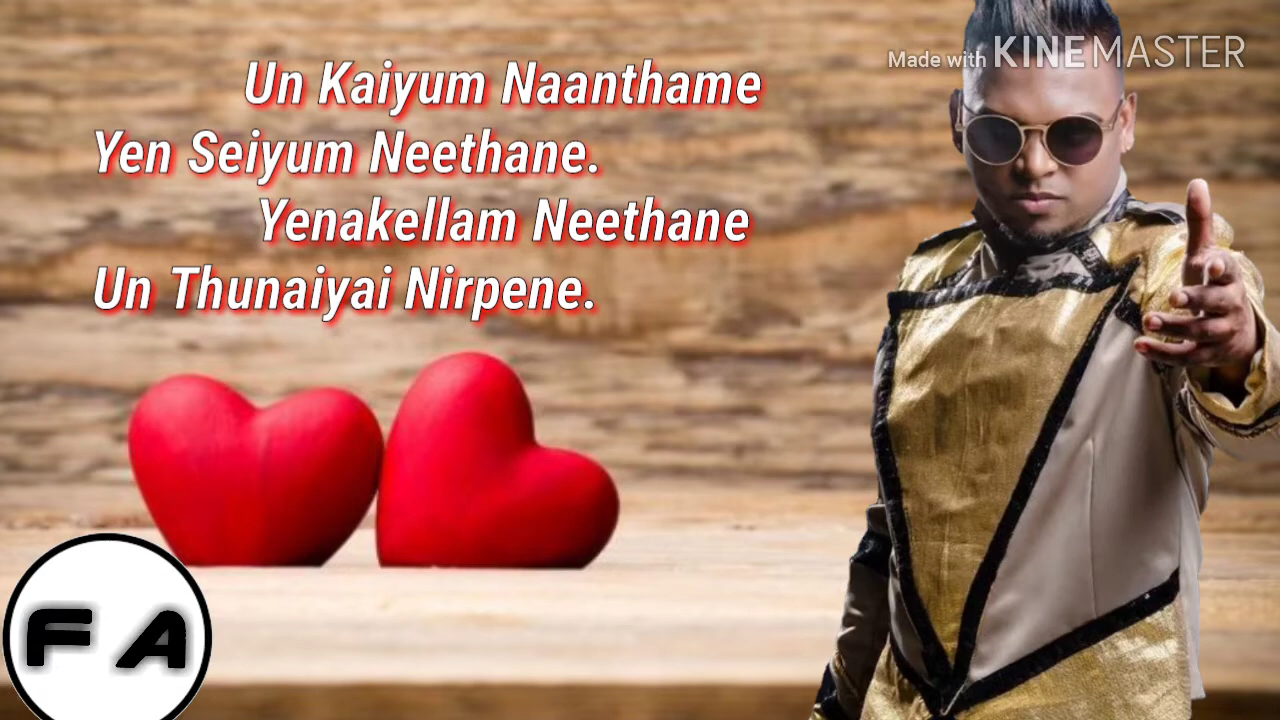 Made with KINEMASTER
Un Kaiyum Naanthame
Yen Seiyum Neethane.
Yenakellam Neethane
Un Thunaiyai Nirpene.
F A